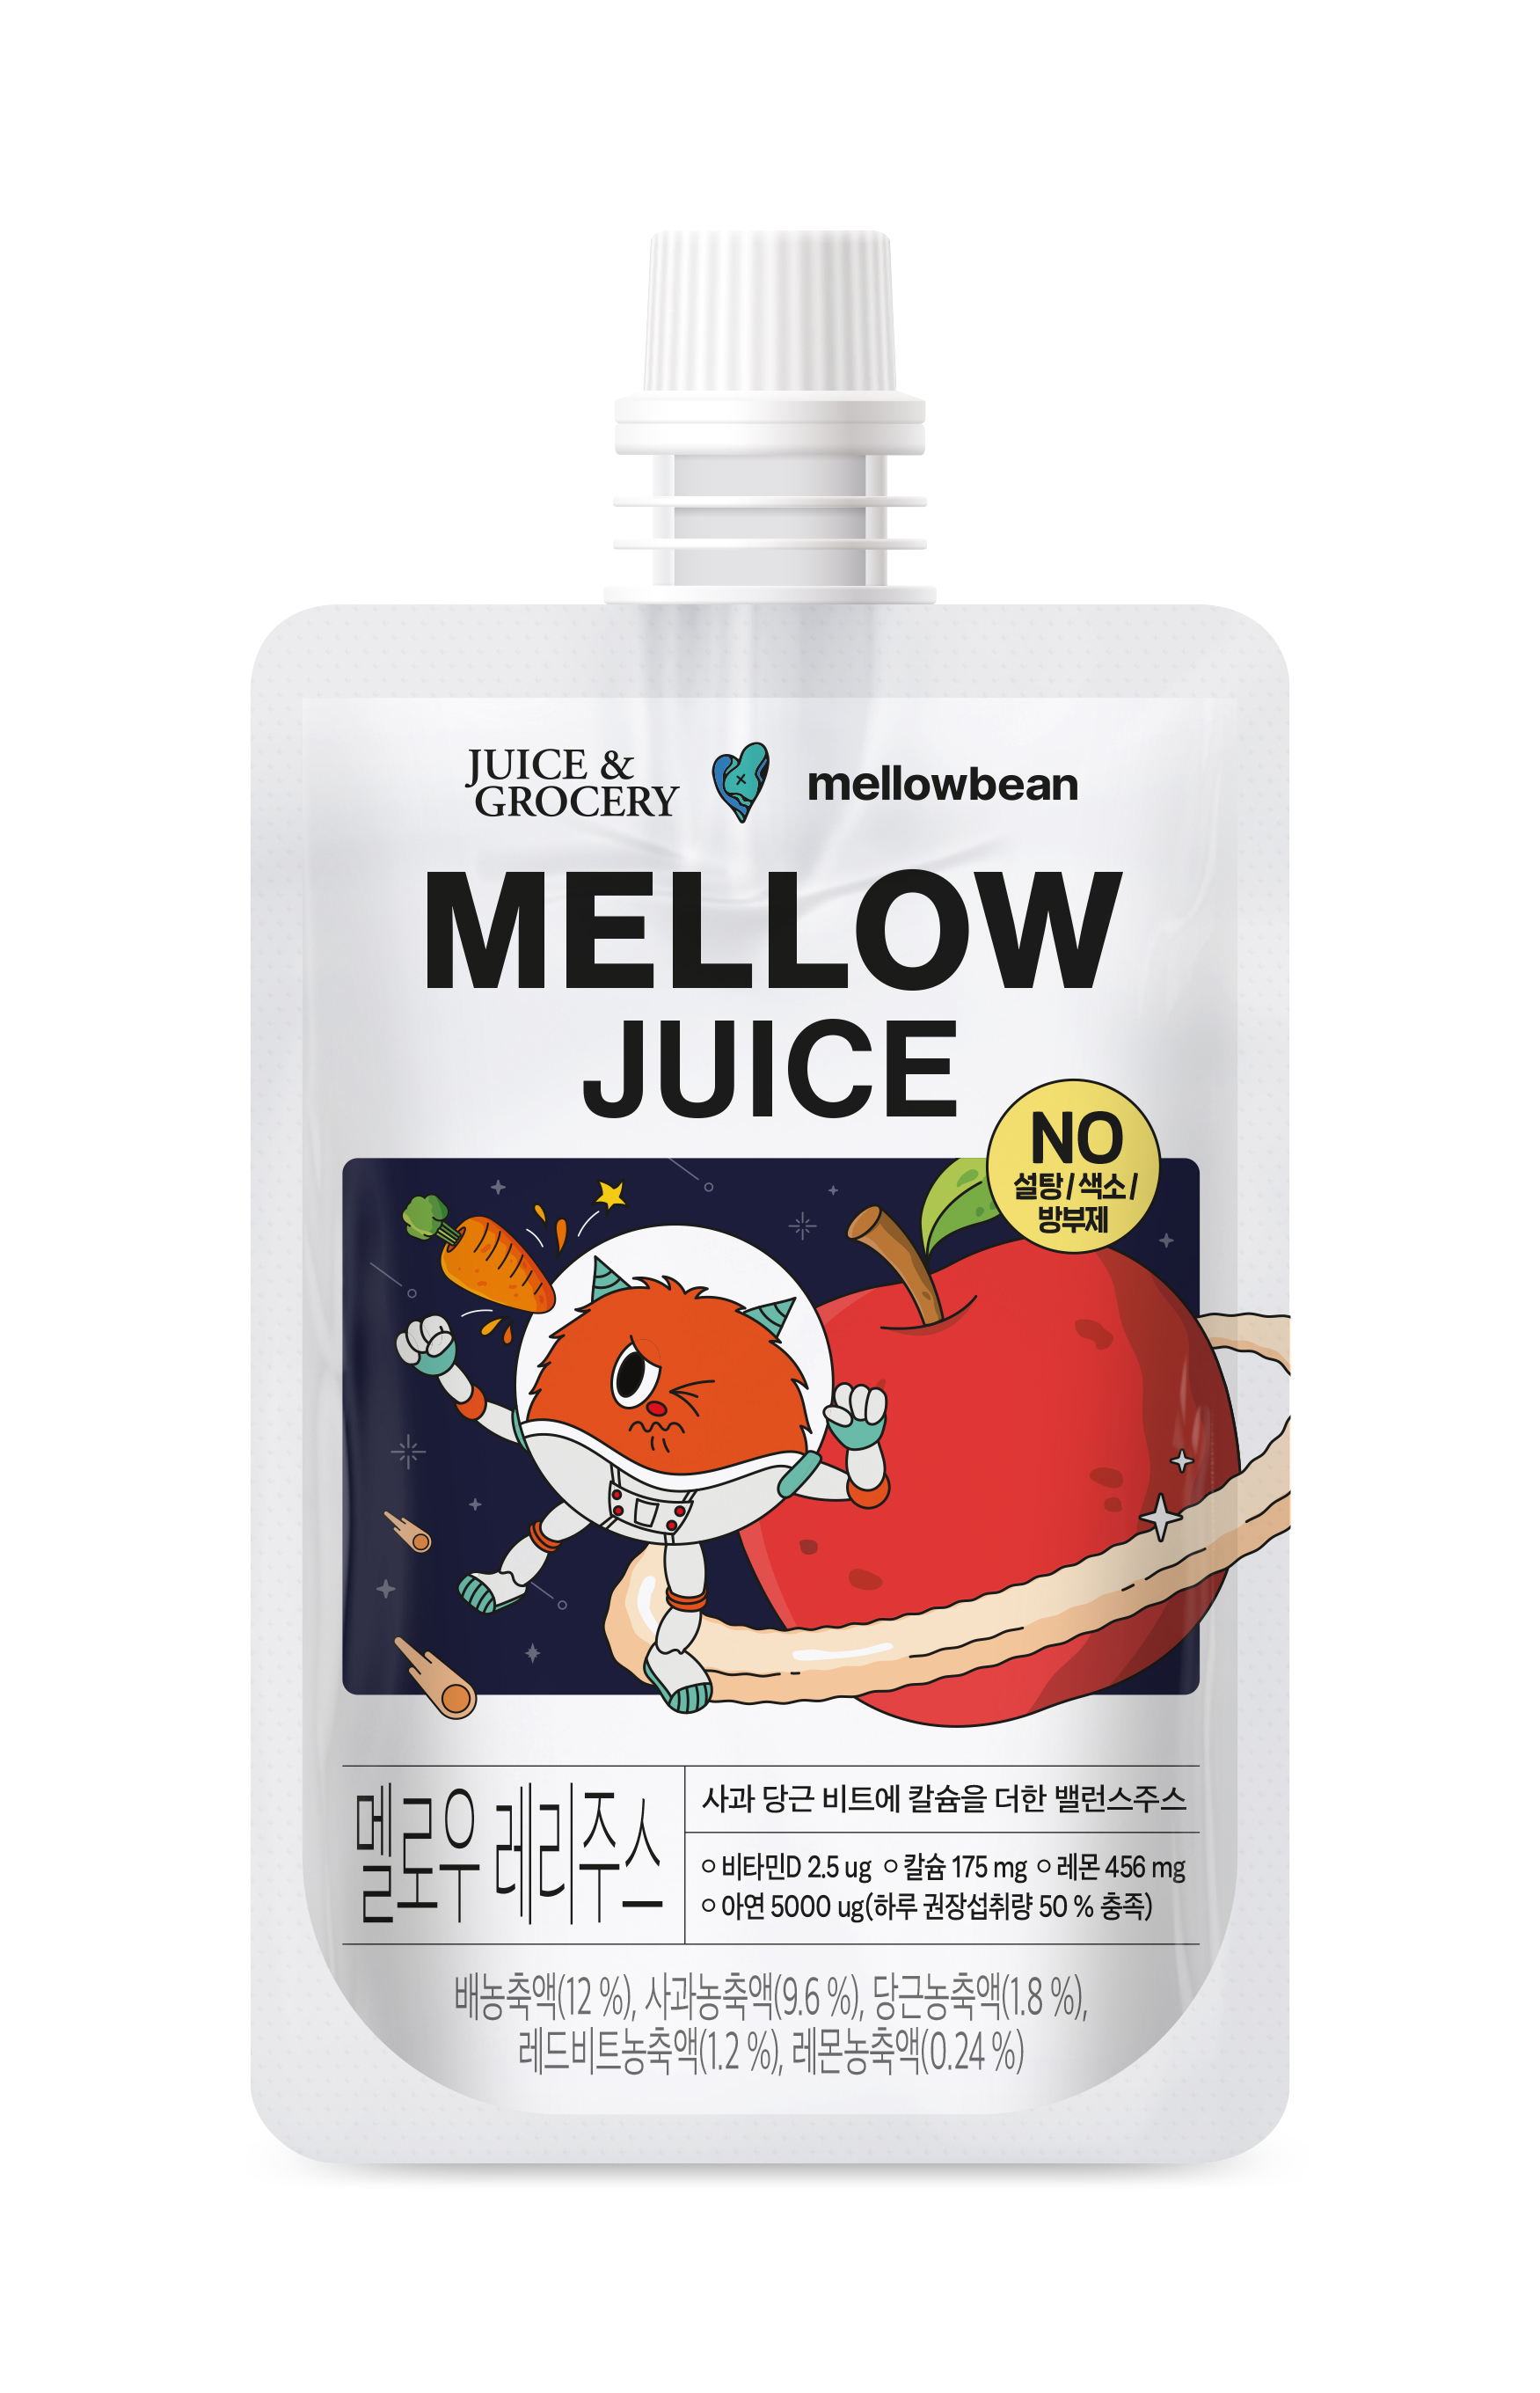 JUICE &
GROCERY
mellowbean
MELLOW
JUICE
NO
설탕/색소/
방부제
멜로우 레리주스
사과 당근 비트에 칼슘을 더한 밸런스주스
○ 비타민D 2.5 ug ○ 칼슘 175 mg ○ 레몬 456 mg
○ 아연 5000 ug(하루 권장섭취량 50 % 충족)
배농축액(12 %), 사과농축액(9.6 %), 당근농축액(1.8 %),
레드비트농축액(1.2 %), 레몬농축액(0.24 %)